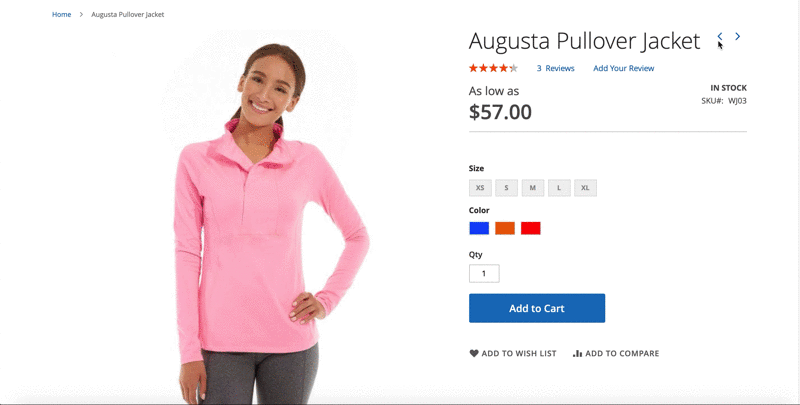 Home > Augusta Pullover Jacket
Augusta Pullover Jacket
3 Reviews Add Your Review
As low as
$57.00
IN STOCK
SKU#: WJ03
Size
XS S M L XL
Color
Qty
1
Add to Cart
ADD TO WISH LIST ADD TO COMPARE